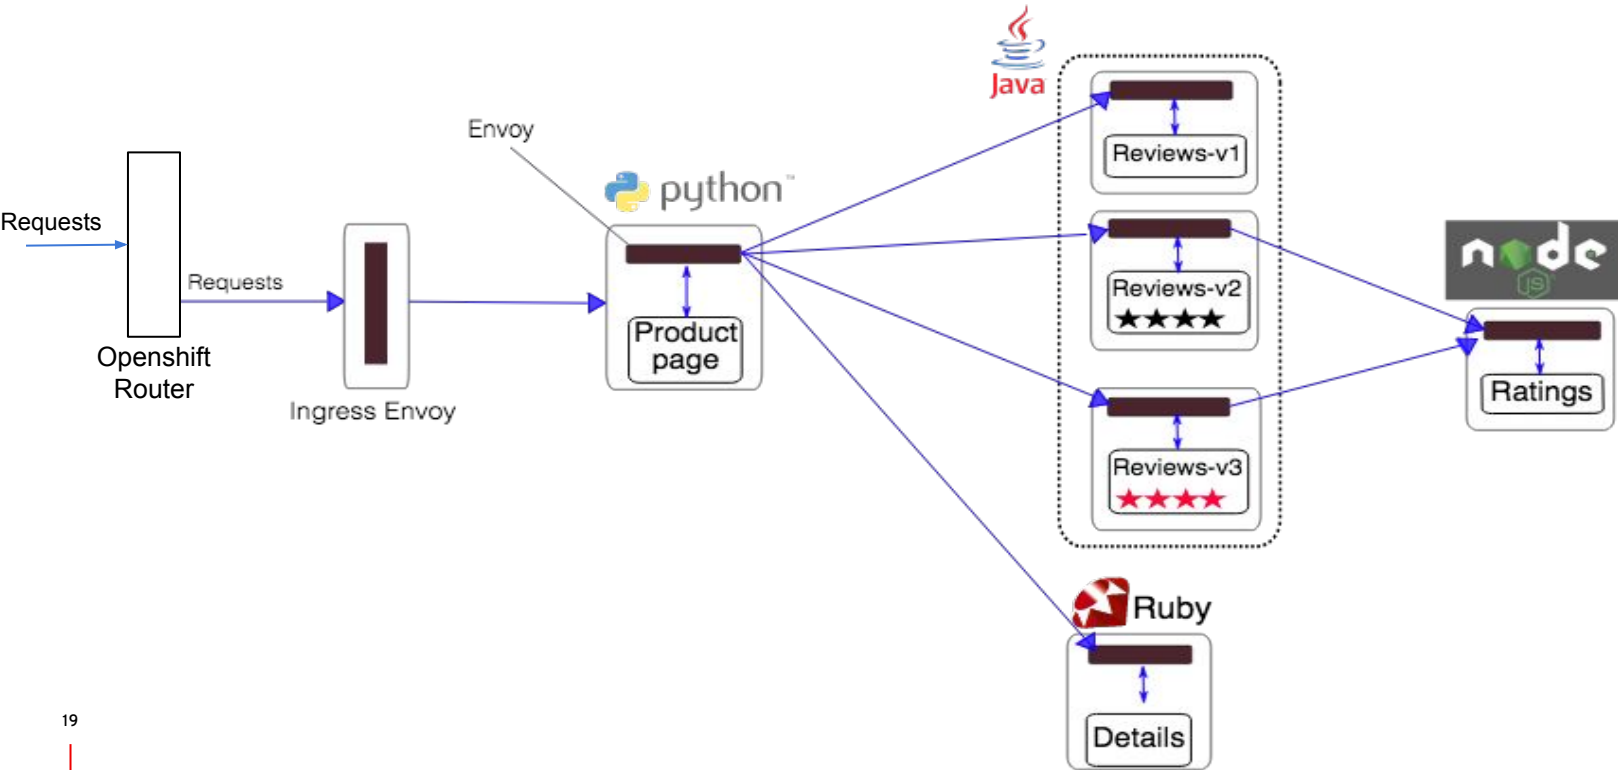 Requests
Openshift
Router
Requests
Ingress Envoy
Envoy
python™
Product
page
Java
Reviews-v1
Reviews-v2
Reviews-v3
node
JS
Ratings
Ruby
Details
19